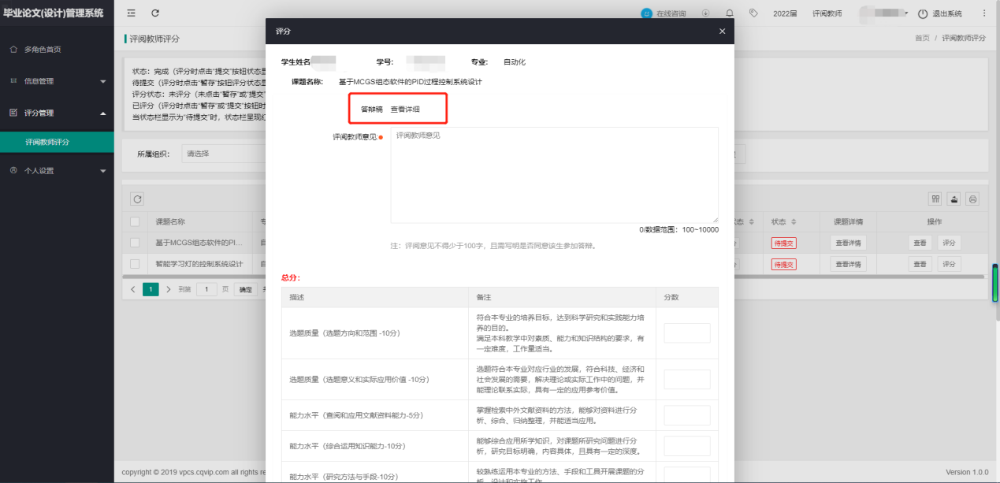 毕业论文(设计)管理系统
在线咨询
2022届
评阅教师
退出系统
多角色首页
信息管理
评分管理
评阅教师评分
个人设置
评阅教师评分
首页 / 评阅教师评分
状态：完成（评分时点击“提交”按钮状态显
待提交（评分时点击“暂存”按钮评分状态显
评分状态：未评分（未点击“暂存”或“提交”
已评分（评分时点击“暂存”或“提交”按钮时
当状态栏显示为“待提交”时，状态栏呈现红
所属组织：
请选择
课题名称
状态
课题详情
操作
基于MCGS组态软件的PI...
待提交
查看详情
查看
评分
智能学习灯的控制系统设计
待提交
查看详情
查看
评分
1
到第
1
页
确定
评分
学生姓名
学号：
专业：
自动化
课题名称：
基于MCGS组态软件的PID过程控制系统设计
答辩稿
查看详细
评阅教师意见:
评阅教师意见
0/数据范围：100~10000
注：评阅意见不得少于100字，且需写明是否同意该生参加答辩。
总分：
描述
备注
分数
选题质量（选题方向和范围 -10分）
符合本专业的培养目标，达到科学研究和实践能力培
养的目的。
满足本科教学中对素质、能力和知识结构的要求，有
一定难度，工作量适当。
选题质量（选题意义和实际应用价值 -10分）
选题符合本专业对应行业的发展，符合科技、经济和
社会发展的需要，解决理论或实际工作中的问题，并
能理论联系实际，具有一定的应用参考价值。
能力水平（查阅和应用文献资料能力-5分）
掌握检索中外文献资料的方法，能够对资料进行分
析、综合、归纳整理，并能适当应用。
能力水平（综合运用知识能力-10分）
能够综合应用所学知识，对课题所研究问题进行分
析，研究目标明确，内容具体，且具有一定的深度。
能力水平（研究方法与手段-10分）
较熟练运用本专业的方法、手段和工具开展课题的分
析、设计和实施工作
copyright © 2019 vpcs.cqvip.com all rights re
Version 1.0.0